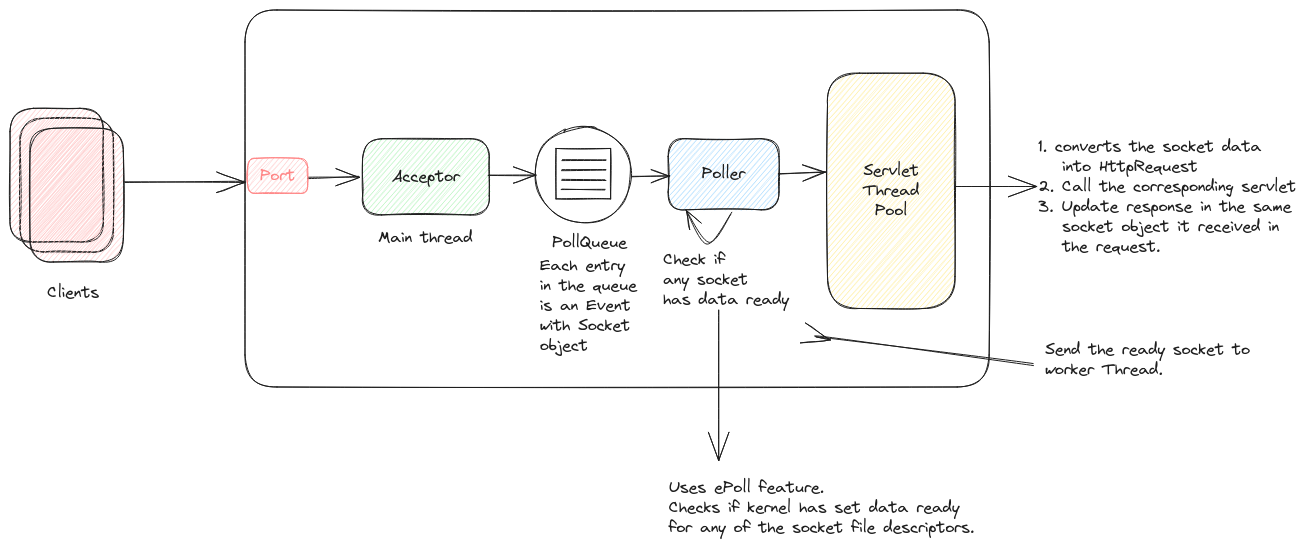 Clients
Port
Acceptor
Main thread
PollQueue
Each entry
in the queue
is an Event
with Socket
object
Poller
Check if
any socket
has data ready
Uses ePoll feature.
Checks if kernel has set data ready
for any of the socket file descriptors.
Servlet
Thread
Pool
1. converts the socket data
into HttpRequest
2. Call the corresponding servlet
3. Update response in the same
socket object it received in
the request.
Send the ready socket to
worker Thread.